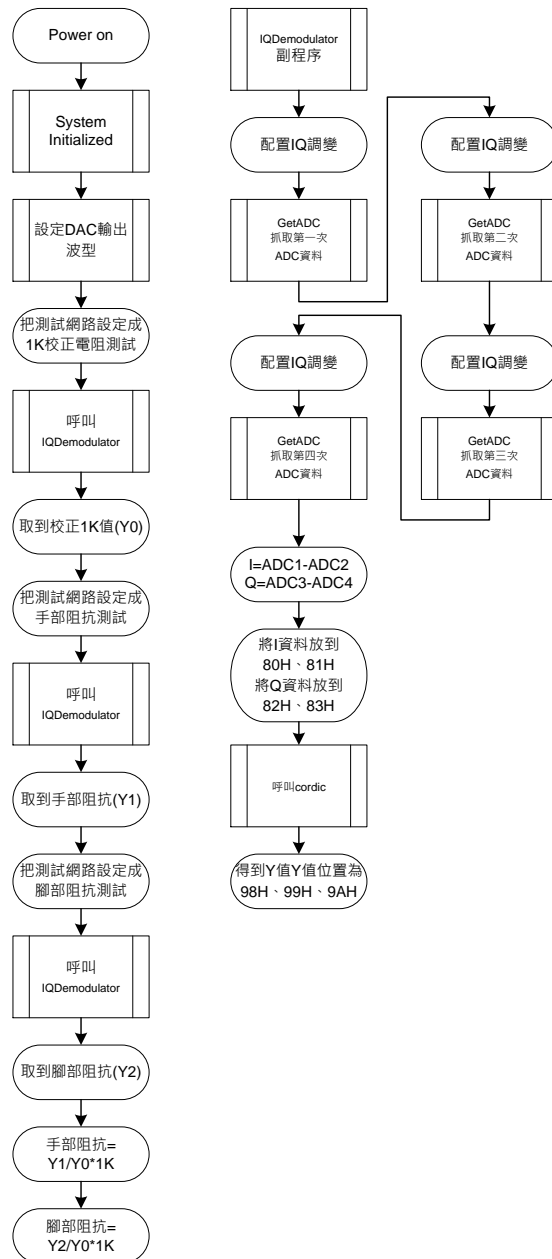 Power on
System
Initialized
設定DAC輸出
波型
把測試網路設定成
1K校正電阻測試
呼叫
IQDemodulator
取到校正1K值(Y0)
把測試網路設定成
手部阻抗測試
呼叫
IQDemodulator
取到手部阻抗(Y1)
把測試網路設定成
腳部阻抗測試
呼叫
IQDemodulator
取到腳部阻抗(Y2)
手部阻抗=
Y1/Y0*1K
腳部阻抗=
Y2/Y0*1K
IQDemodulator
副程序
配置IQ調變
GetADC
抓取第一次
ADC資料
配置IQ調變
GetADC
抓取第二次
ADC資料
配置IQ調變
GetADC
抓取第三次
ADC資料
配置IQ調變
GetADC
抓取第四次
ADC資料
I=ADC1-ADC2
Q=ADC3-ADC4
將I資料放到
80H、81H
將Q資料放到
82H、83H
呼叫cordic
得到Y值Y值位置為
98H、99H、9AH